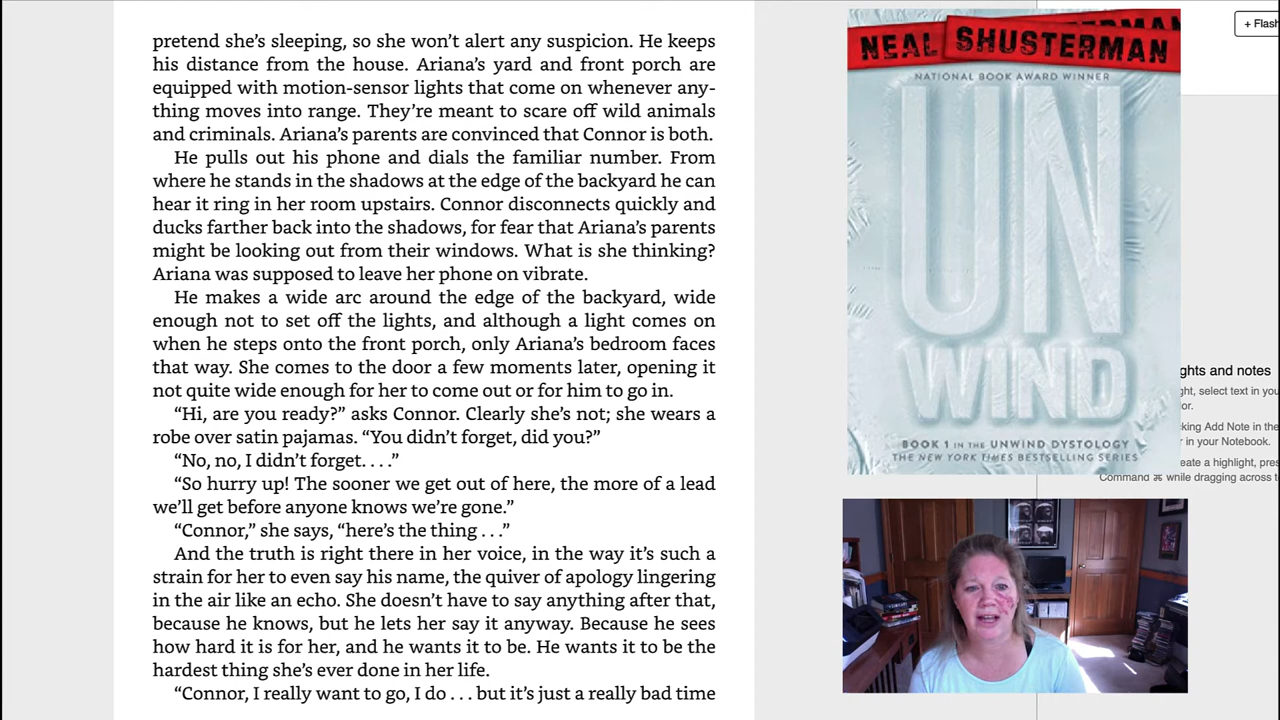 pretend she’s sleeping, so she won’t alert any suspicion. He keeps
his distance from the house. Ariana’s yard and front porch are
equipped with motion-sensor lights that come on whenever any-
thing moves into range. They’re meant to scare off wild animals
and criminals. Ariana’s parents are convinced that Connor is both.
He pulls out his phone and dials the familiar number. From
where he stands in the shadows at the edge of the backyard he can
hear it ring in her room upstairs. Connor disconnects quickly and
ducks farther back into the shadows, for fear that Ariana’s parents
might be looking out from their windows. What is she thinking?
Ariana was supposed to leave her phone on vibrate.
He makes a wide arc around the edge of the backyard, wide
enough not to set off the lights, and although a light comes on
when he steps onto the front porch, only Ariana’s bedroom faces
that way. She comes to the door a few moments later, opening it
not quite wide enough for her to come out or for him to go in.
“Hi, are you ready?” asks Connor. Clearly she’s not; she wears a
robe over satin pajamas. “You didn’t forget, did you?”
“No, no, I didn’t forget. . . .”
“So hurry up! The sooner we get out of here, the more of a lead
we’ll get before anyone knows we’re gone.”
“Connor,” she says, “here’s the thing . . .”
And the truth is right there in her voice, in the way it’s such a
strain for her to even say his name, the quiver of apology lingering
in the air like an echo. She doesn’t have to say anything after that,
because he knows, but he lets her say it anyway. Because he sees
how hard it is for her, and he wants it to be. He wants it to be the
hardest thing she’s ever done in her life.
“Connor, I really want to go, I do . . . but it’s just a really bad time
NEAL SHUSTERMAN
NATIONAL BOOK AWARD WINNER
UN
WIND
BOOK 1 IN THE UNWIND DYSTOLOGY
THE NEW YORK TIMES BESTSELLING SERIES
+ Flash
ghts and notes
ght, select text in you
or.
king Add Note in the
r in your Notebook.
eate a highlight, pres
Command ⌘ while dragging across t